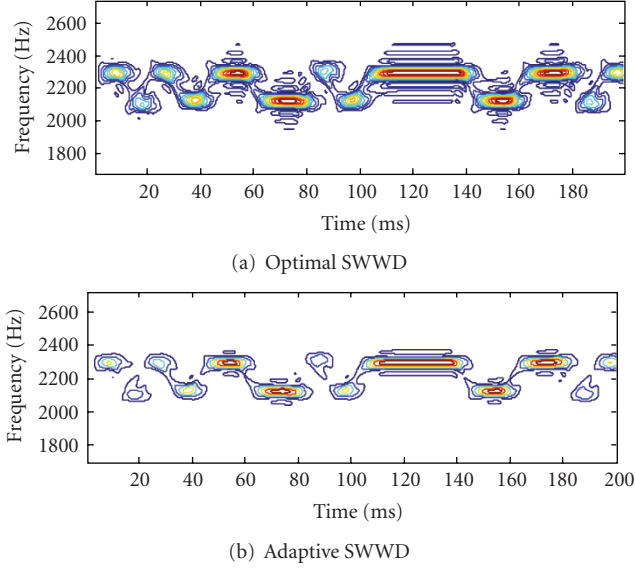 Frequency (Hz)
2600
2400
2200
2000
1800
20 40 60 80 100 120 140 160 180
Time (ms)
(a) Optimal SWWD
Frequency (Hz)
2600
2400
2200
2000
1800
20 40 60 80 100 120 140 160 180 200
Time (ms)
(b) Adaptive SWWD